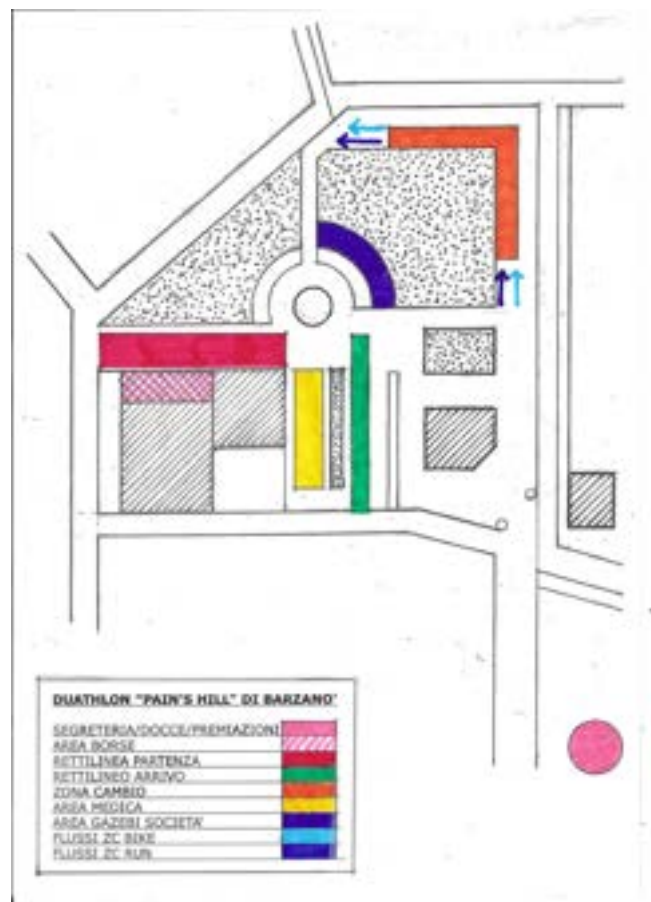 DUATHLON "PAIN'S HILL" DI BARZANO'
SEGRETERIA/DOCCE/PREMIAZIONI
AREA BORSE
RETTILINEA PARTENZA
RETTILINEO ARRIVO
ZONA CAMBIO
AREA MEDICA
AREA GAZEBI SOCIETA'
FLUSSI ZC BIKE
FLUSSI ZC RUN